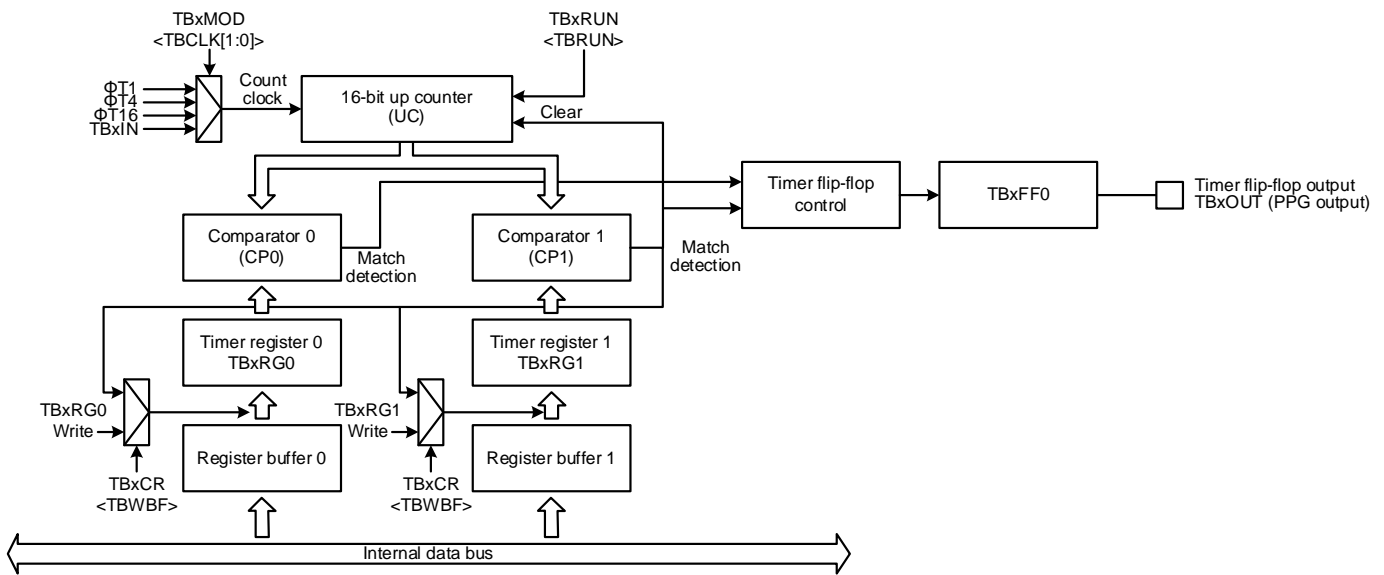 TBxMOD
<TBCLK[1:0]>
TBxRUN
<TBRUN>
ΦT1
ΦT4
ΦT16
TBxIN
Count
clock
16-bit up counter
(UC)
Clear
Timer flip-flop
control
TBxFF0
Timer flip-flop output
TBxOUT (PPG output)
Comparator 0
(CP0)
Match
detection
Comparator 1
(CP1)
Match
detection
Timer register 0
TBxRG0
Timer register 1
TBxRG1
TBxRG0
Write
TBxRG1
Write
Register buffer 0
Register buffer 1
TBxCR
<TBWBF>
TBxCR
<TBWBF>
Internal data bus